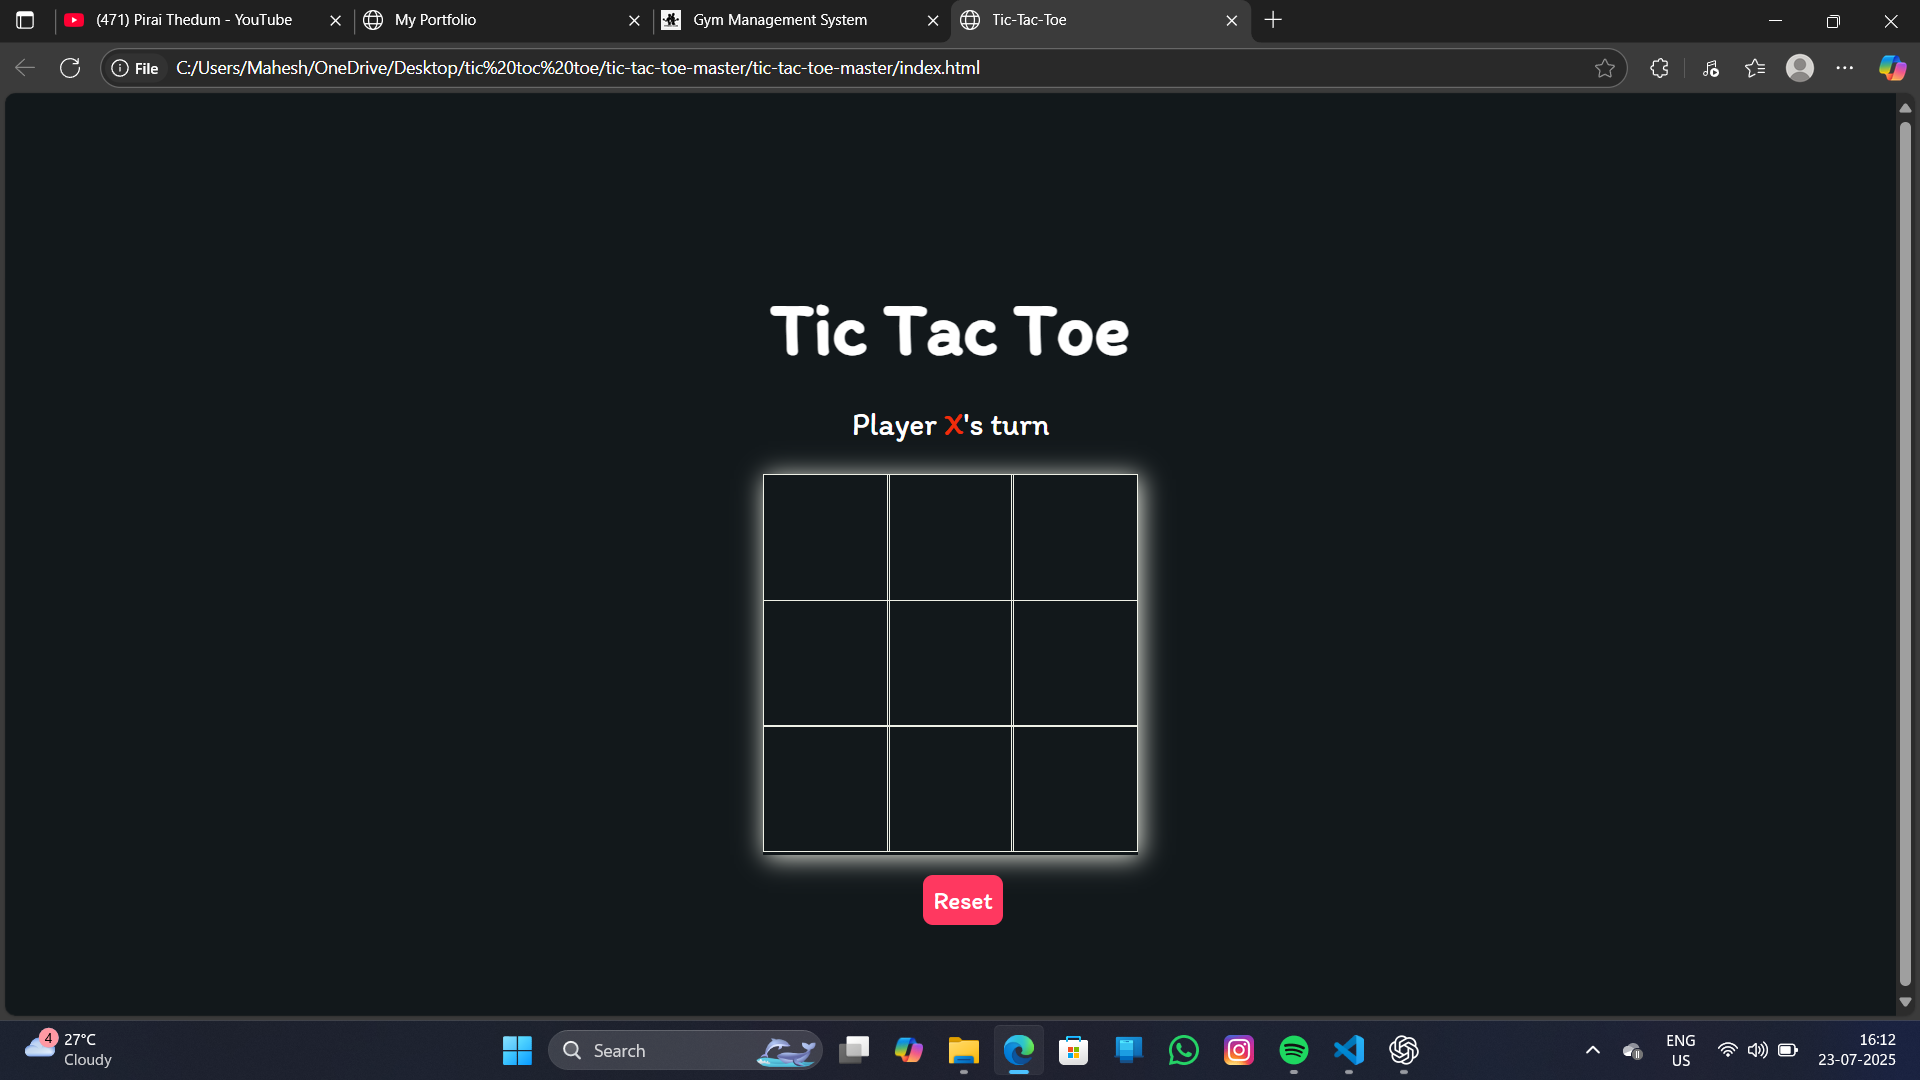 (471) Pirai Thedum - YouTube
My Portfolio
Gym Management System
Tic-Tac-Toe
File
C:/Users/Mahesh/OneDrive/Desktop/tic%20toc%20toe/tic-tac-toe-master/tic-tac-toe-master/index.html
Tic Tac Toe
Player X's turn
Reset
4
27°C
Cloudy
Search
ENG
US
16:12
23-07-2025